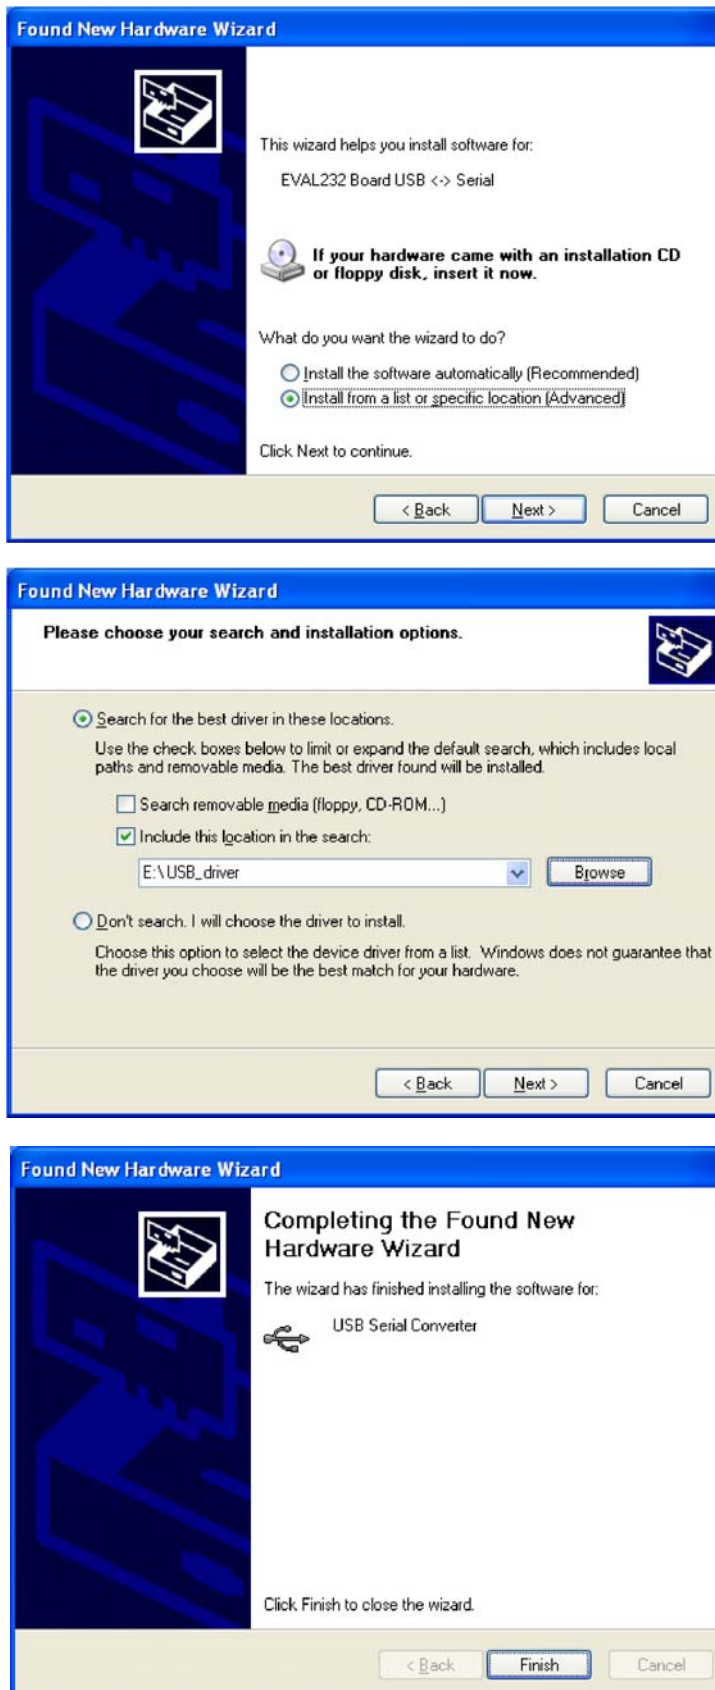 Found New Hardware Wizard
This wizard helps you install software for:
EVAL232 Board USB <-> Serial
If your hardware came with an installation CD
or floppy disk, insert it now.
What do you want the wizard to do?
Install the software automatically (Recommended)
Install from a list or specific location (Advanced)
Click Next to continue.
< Back Next > Cancel
Found New Hardware Wizard
Please choose your search and installation options.
Search for the best driver in these locations.
Use the check boxes below to limit or expand the default search, which includes local
paths and removable media. The best driver found will be installed.
Search removable media (floppy, CD-ROM...)
Include this location in the search:
E:\USB_driver Browse
Don't search. I will choose the driver to install.
Choose this option to select the device driver from a list. Windows does not guarantee that
the driver you choose will be the best match for your hardware.
< Back Next > Cancel
Found New Hardware Wizard
Completing the Found New
Hardware Wizard
The wizard has finished installing the software for:
USB Serial Converter
Click Finish to close the wizard.
< Back Finish Cancel